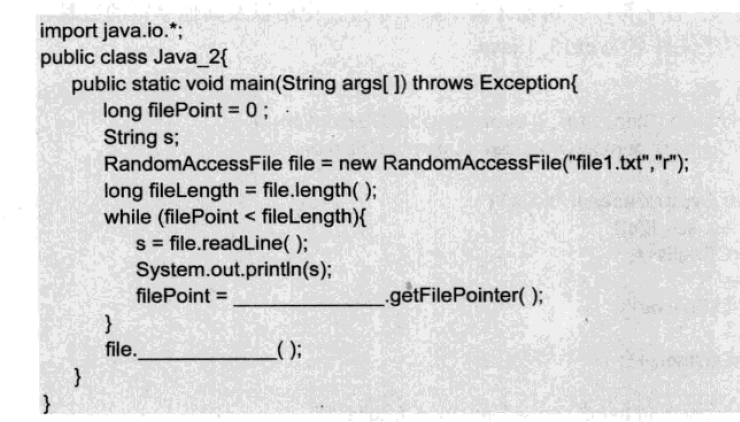 import java.io.*;
public class Java_2{
public static void main(String args[ ]) throws Exception{
long filePoint = 0 ;
String s;
RandomAccessFile file = new RandomAccessFile("file1.txt","r");
long fileLength = file.length( );
while (filePoint < fileLength){
s = file.readLine( );
System.out.println(s);
filePoint = _______________.getFilePointer( );
}
file._____________( );
}
}